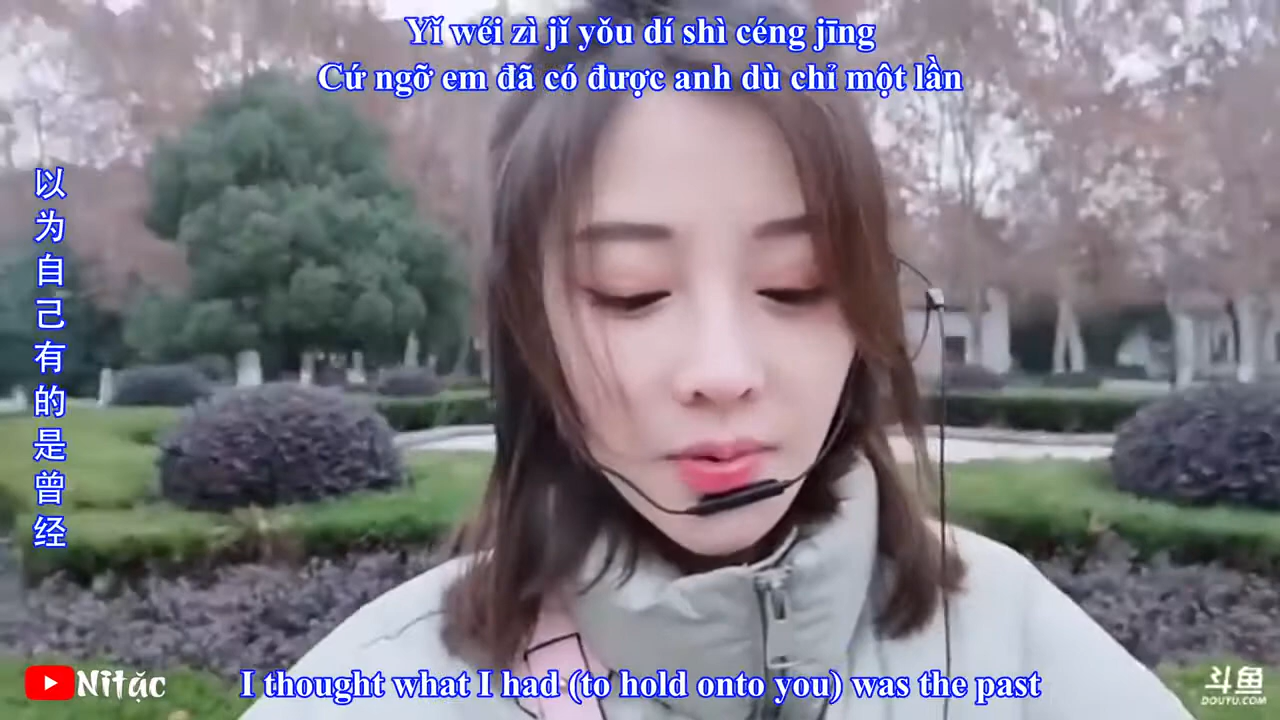 Yǐ wéi zì jǐ yǒu dí shì céng jīng
Cứ ngỡ em đã có được anh dù chỉ một lần
以为自己有的是曾经
I thought what I had (to hold onto you) was the past
Nîtặc
斗鱼
DOUYU.COM